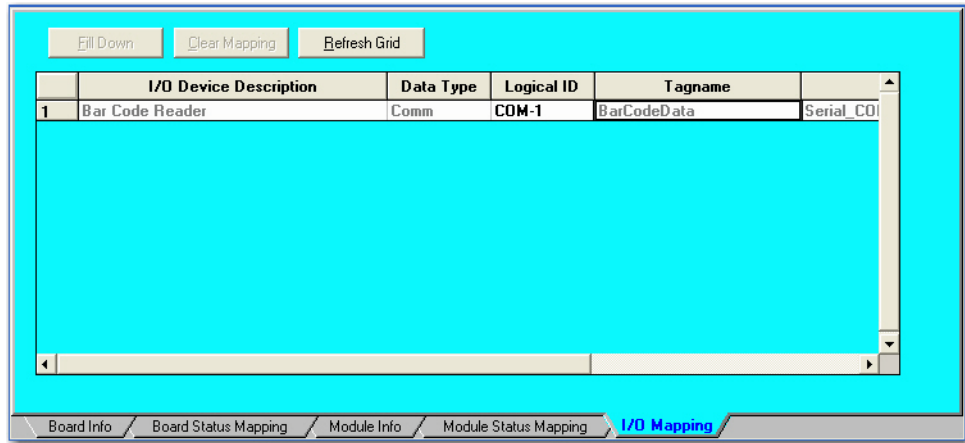 Fill Down Clear Mapping Refresh Grid
I/O Device Description Data Type Logical ID Tagname
1 Bar Code Reader Comm COM-1 BarCodeData Serial_CO
Board Info Board Status Mapping Module Info Module Status Mapping I/O Mapping